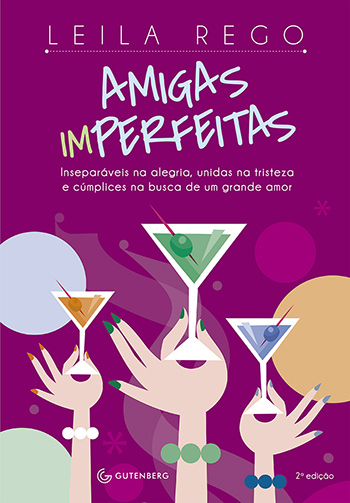 LEILA REGO
AMIGAS
IMPERFEITAS
Inseparáveis na alegria, unidas na tristeza
e cúmplices na busca de um grande amor
GUTENBERG
2ª edição